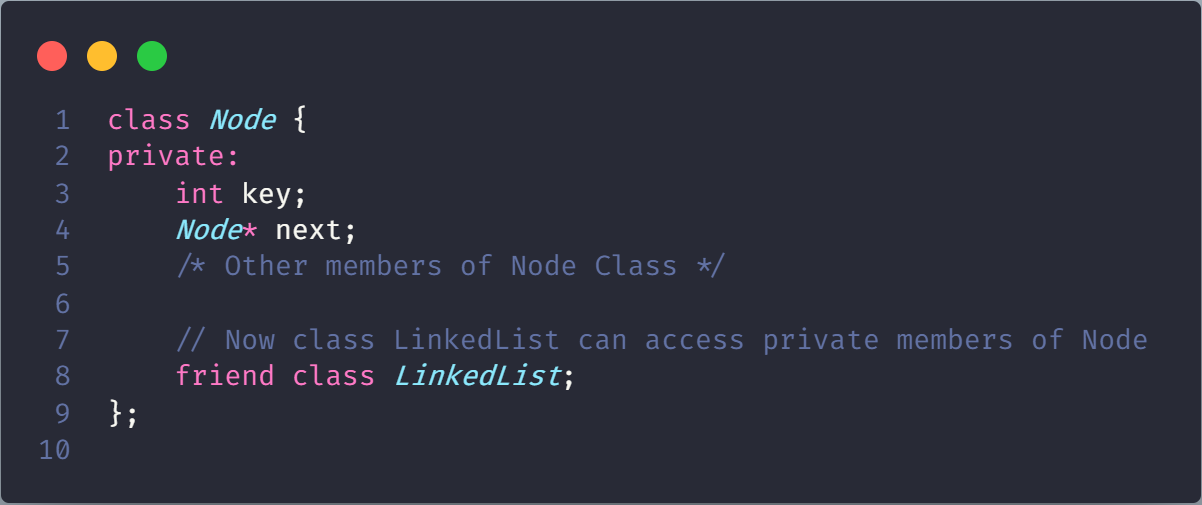 1 class Node {
2 private:
3     int key;
4     Node* next;
5     /* Other members of Node Class */
6
7     // Now class LinkedList can access private members of Node
8     friend class LinkedList;
9 };
10